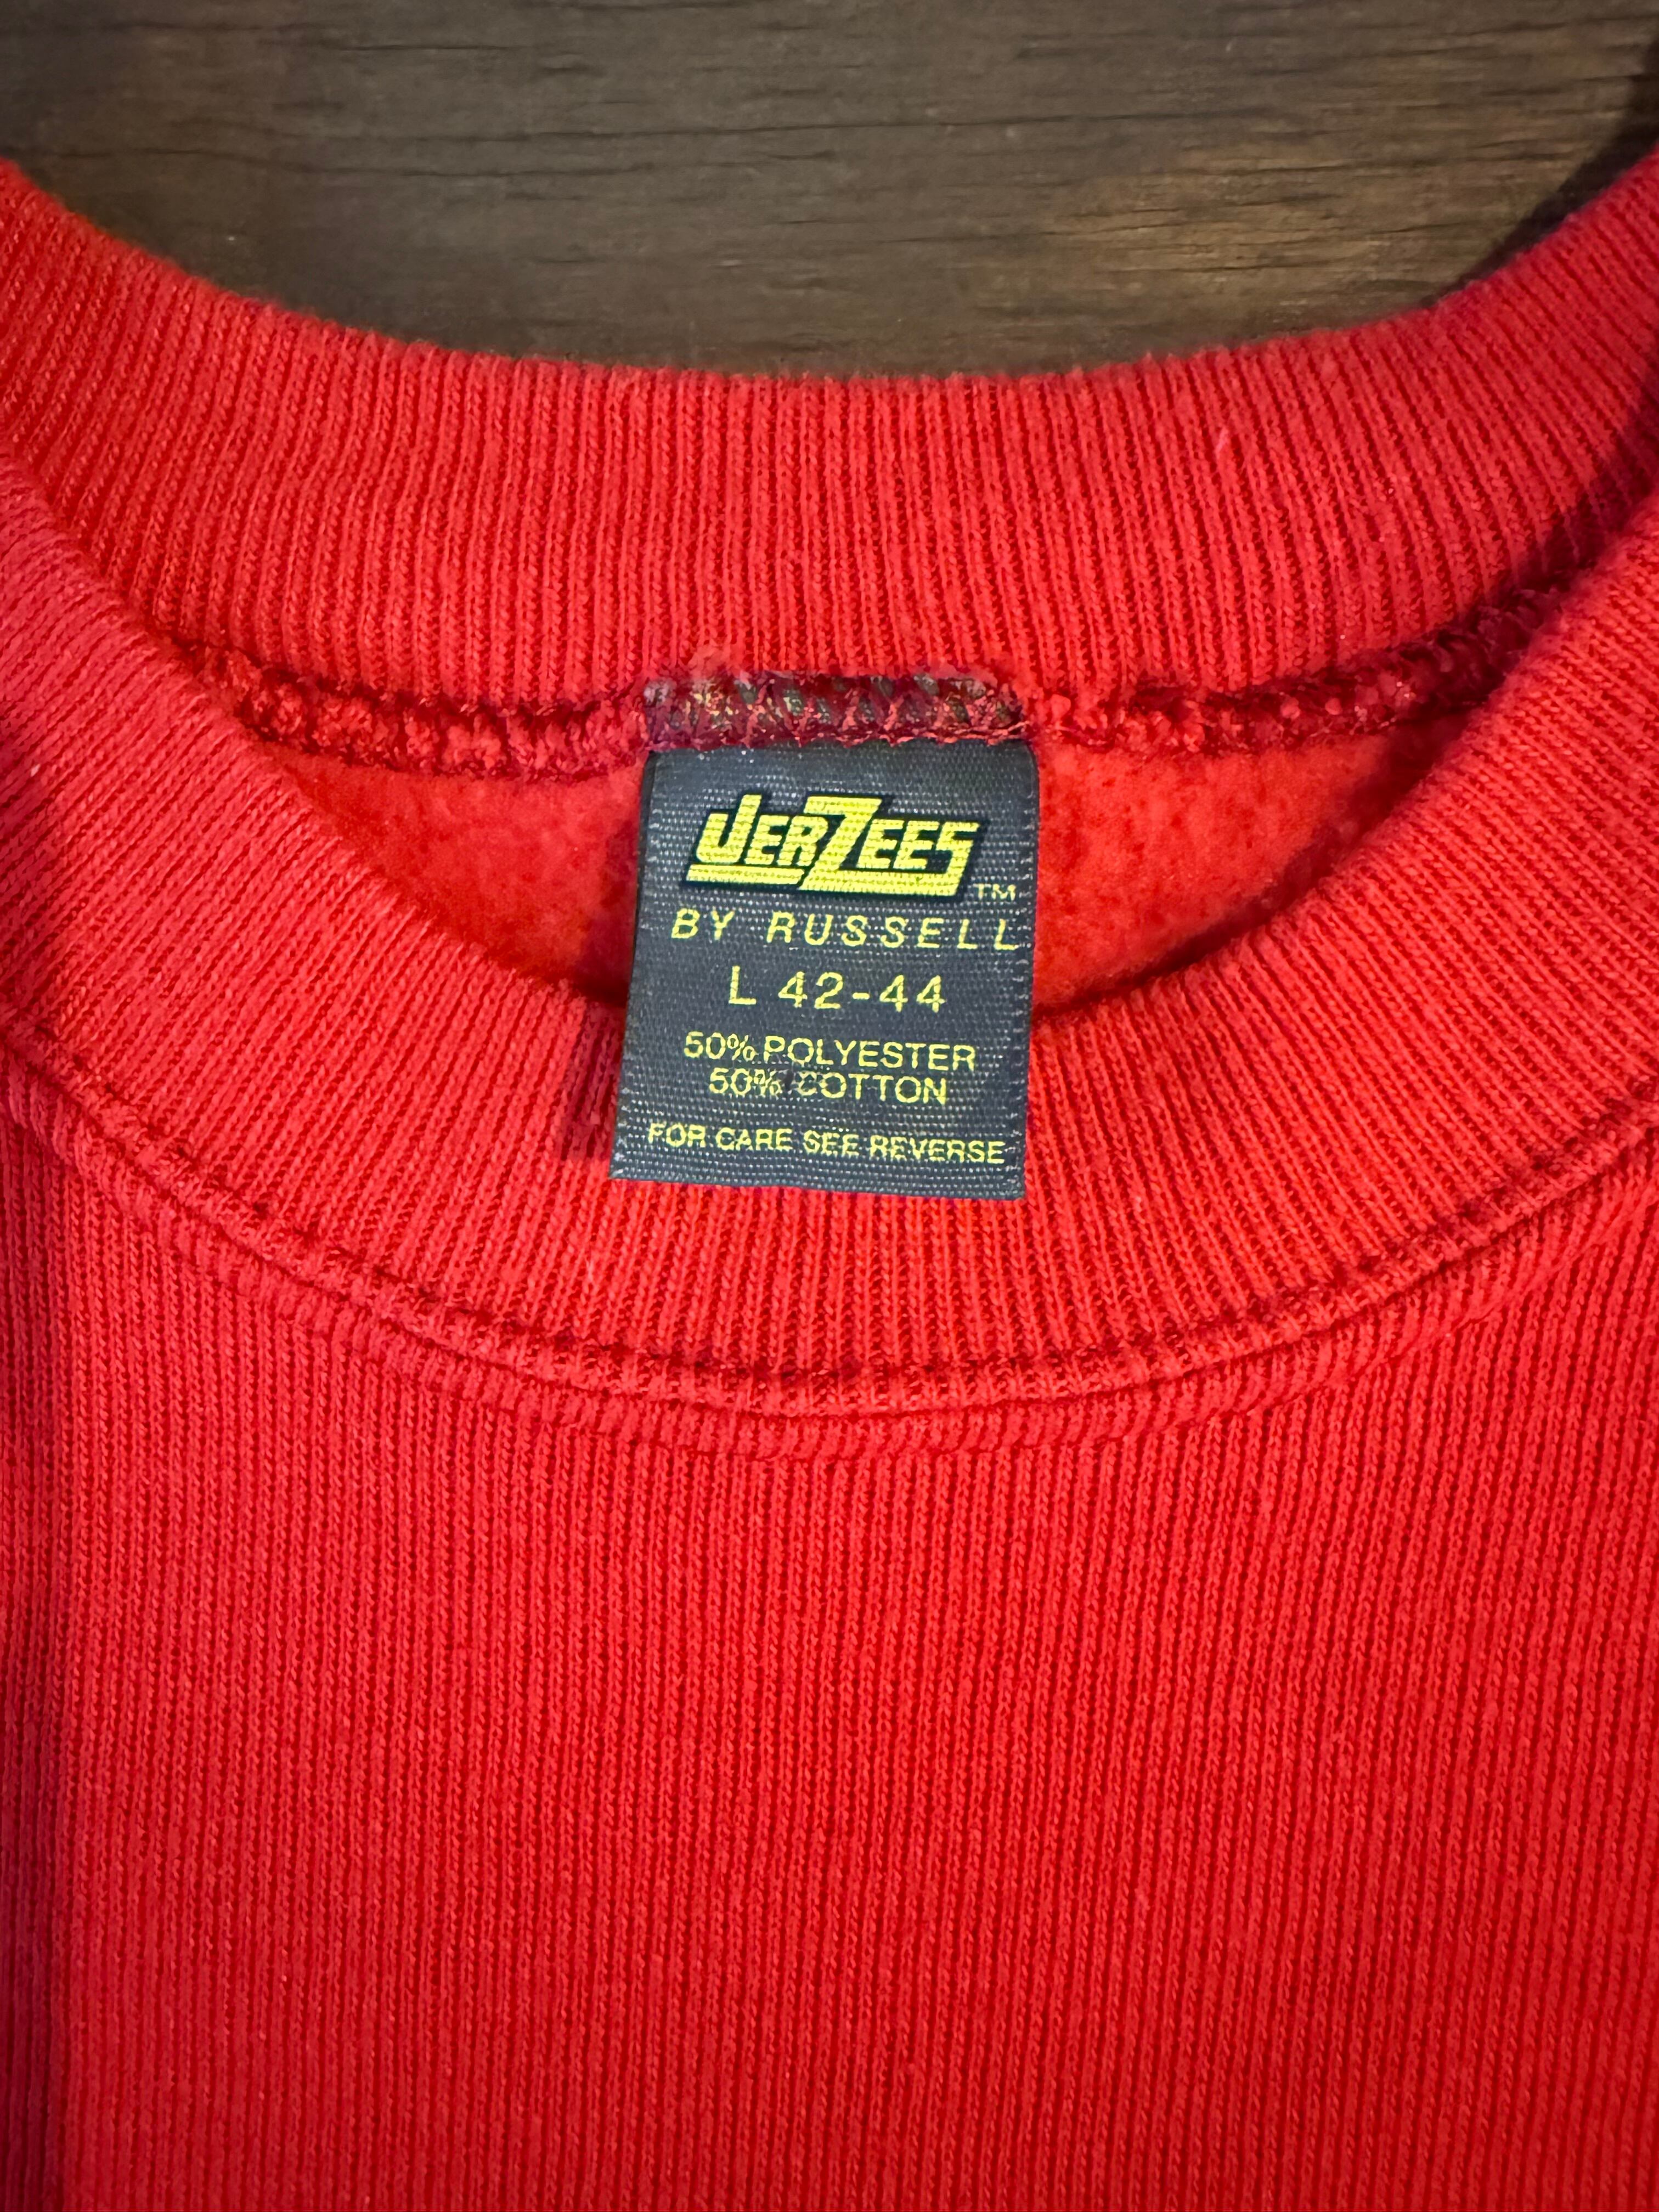 JERZEES TM
BY RUSSELL
L 42-44
50% POLYESTER
50% COTTON
FOR CARE SEE REVERSE